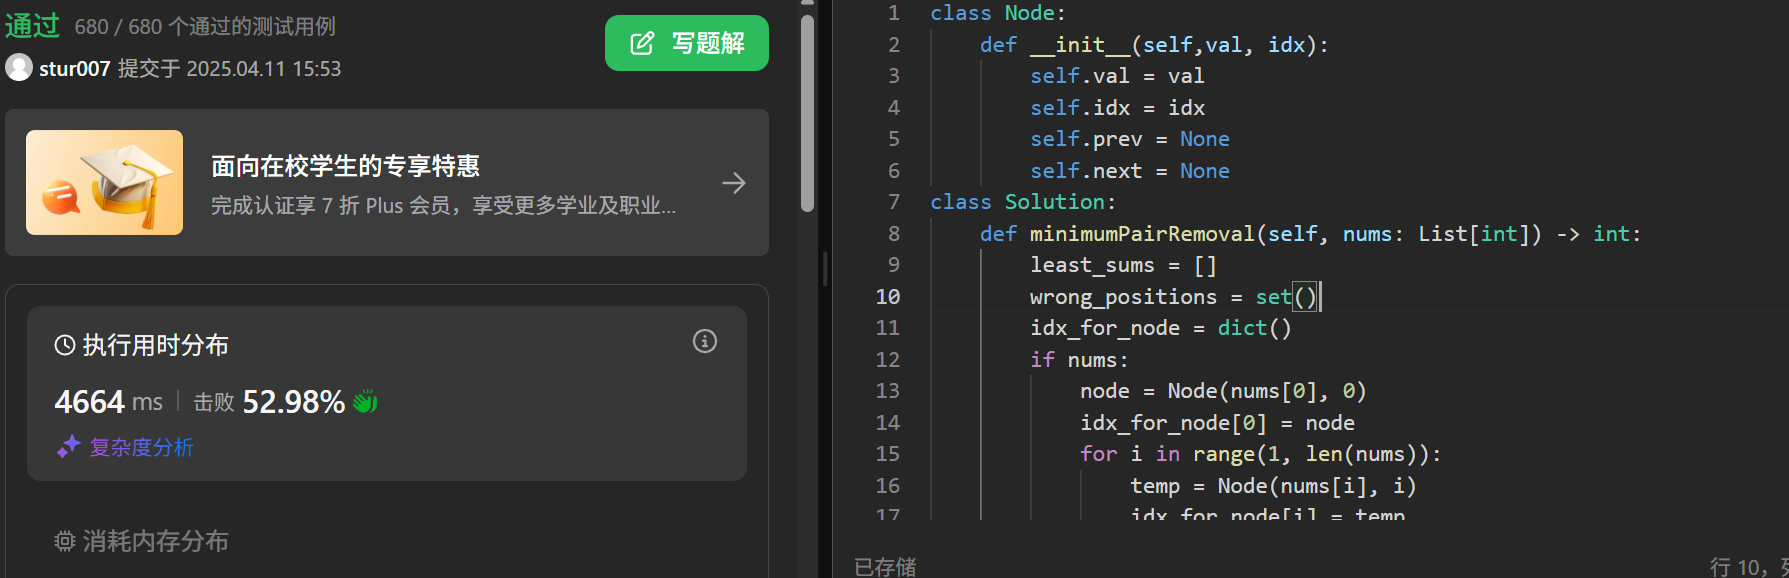 通过 680 / 680 个通过的测试用例
写题解
stur007 提交于 2025.04.11 15:53
面向在校学生的专享特惠
完成认证享 7 折 Plus 会员，享受更多学业及职业...
执行用时分布
4664 ms 击败 52.98%
复杂度分析
消耗内存分布
1 class Node:
2 def __init__(self,val, idx):
3 self.val = val
4 self.idx = idx
5 self.prev = None
6 self.next = None
7 class Solution:
8 def minimumPairRemoval(self, nums: List[int]) -> int:
9 least_sums = []
10 wrong_positions = set()
11 idx_for_node = dict()
12 if nums:
13 node = Node(nums[0], 0)
14 idx_for_node[0] = node
15 for i in range(1, len(nums)):
16 temp = Node(nums[i], i)
17 idx_for_node[i] = temp
已存储
行 10，